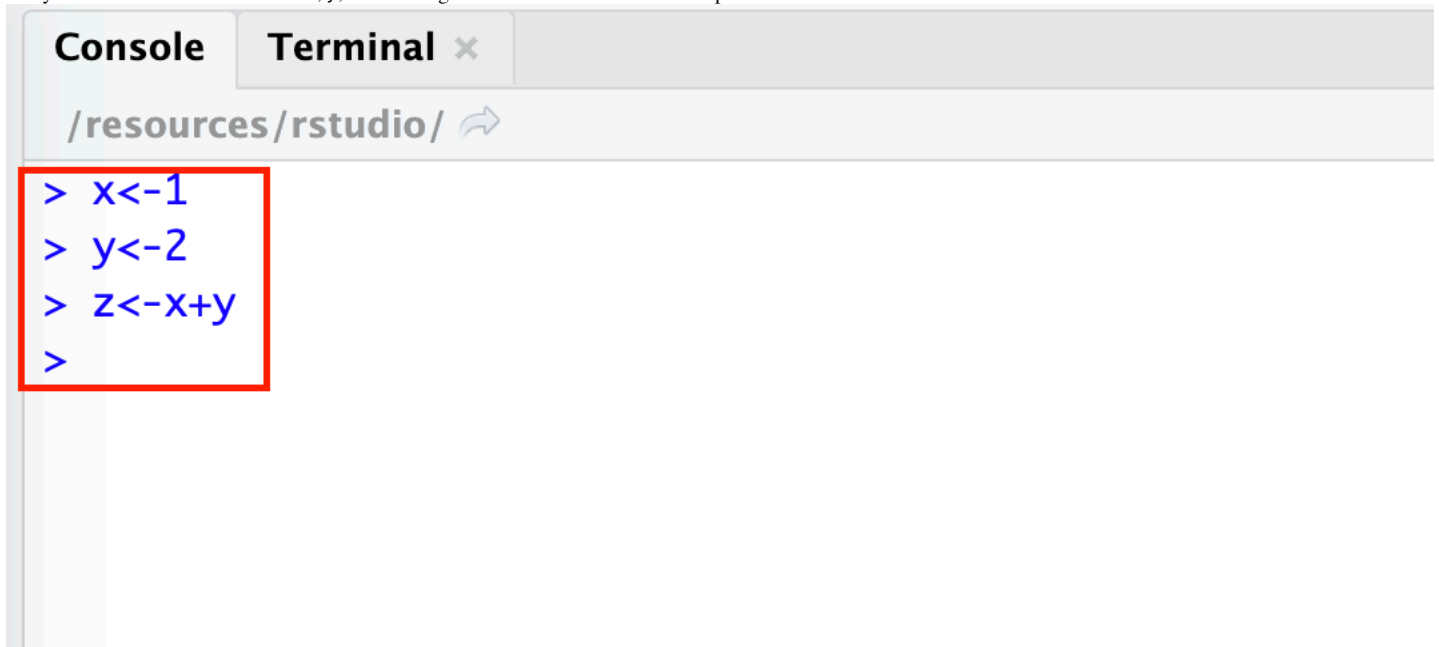 Console Terminal ×
/resources/rstudio/
> x<-1
> y<-2
> z<-x+y
>